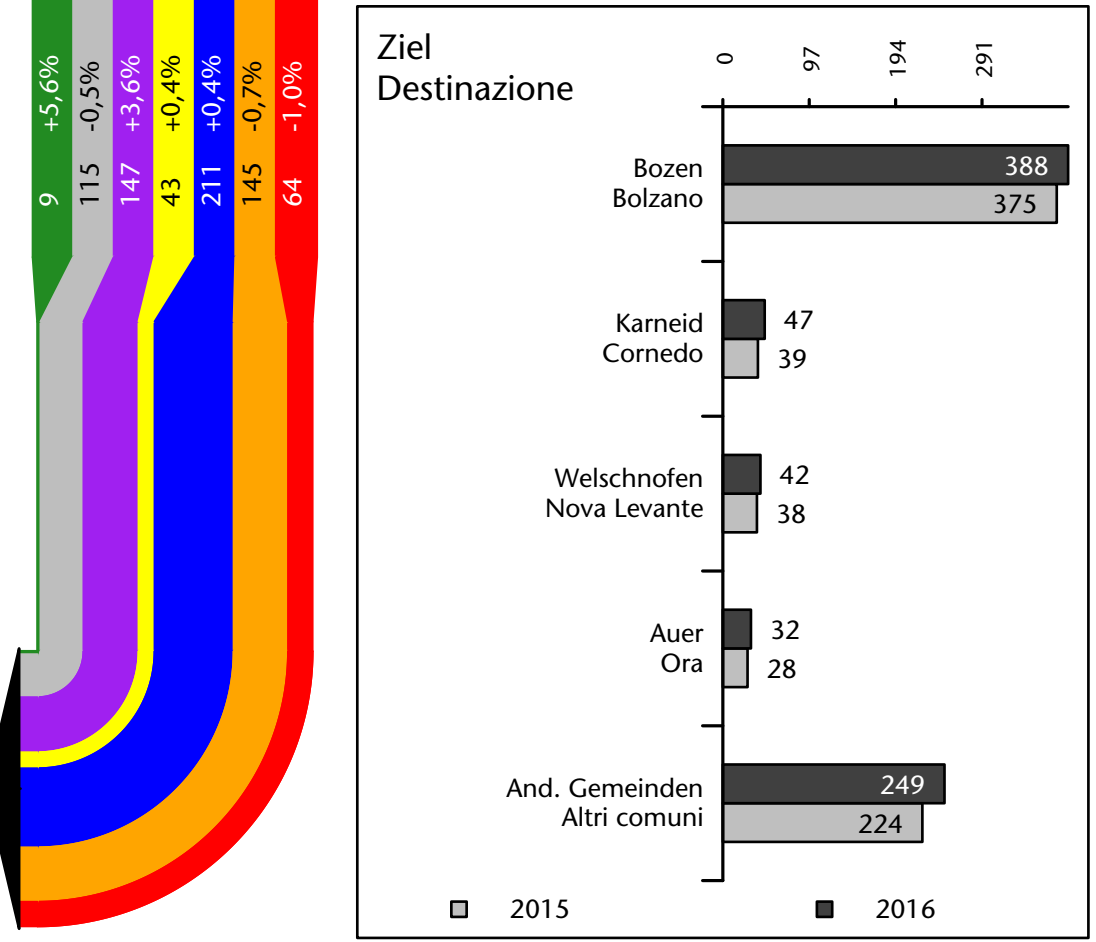 9 +5,6%
115 -0,5%
147 +3,6%
43 +0,4%
211 +0,4%
145 -0,7%
64 -1,0%
Ziel
Destinazione
0 97 194 291
Bozen
Bolzano
388
375
Karneid
Cornedo
47
39
Welschnofen
Nova Levante
42
38
Auer
Ora
32
28
And. Gemeinden
Altri comuni
249
224
2015 2016